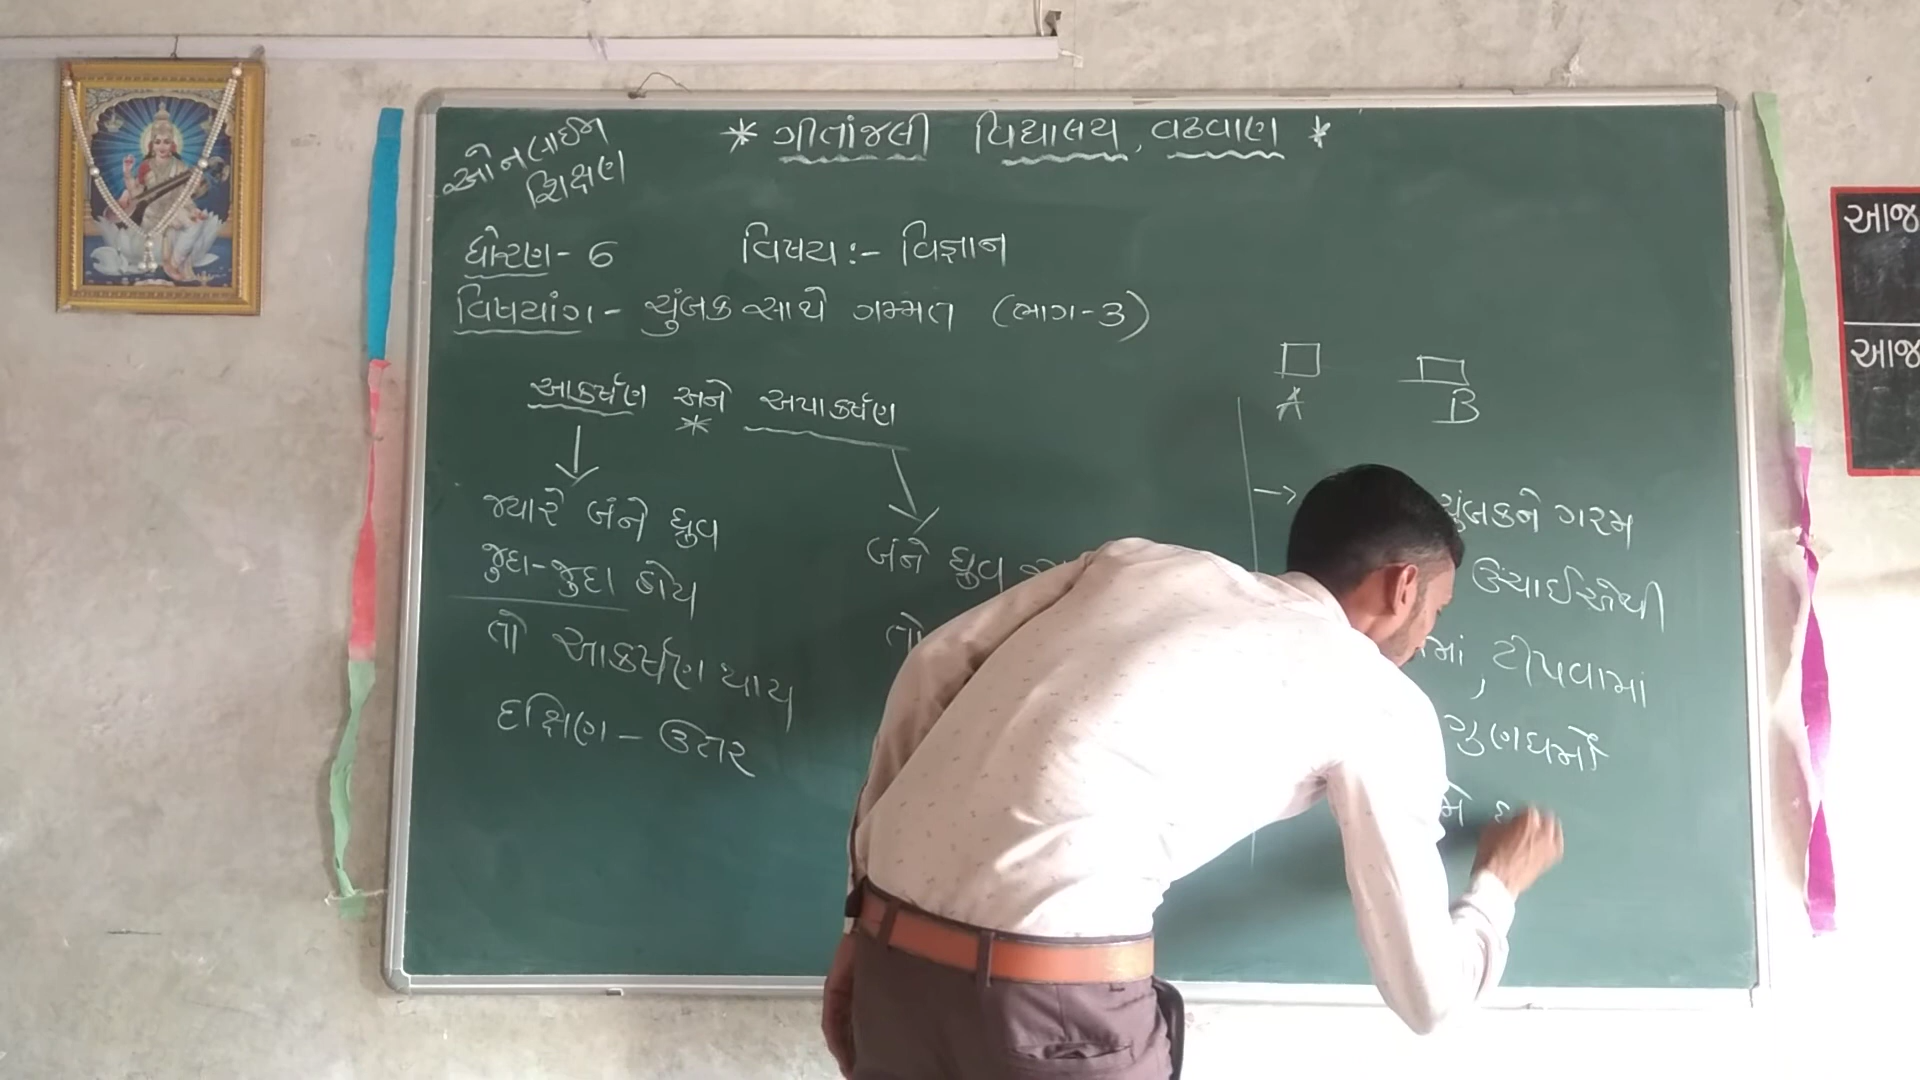 ઓનલાઈન
શિક્ષણ
* ગીતાંજલી વિદ્યાલય, વઢવાણ *
ધોરણ - 6 વિષય :- વિજ્ઞાન
વિષયાંગ - ચુંબક સાથે ગમ્મત (ભાગ-3)
આકર્ષણ અને અપાકર્ષણ
*
જ્યારે બંને ધ્રુવ
જુદા-જુદા હોય
તો આકર્ષણ થાય
દક્ષિણ - ઉત્તર
બંને ધ્રુવ
તો
A B
→ ચુંબકને ગરમ
ઉંચાઈએથી
માં, ટીપવામાં
ગુણધર્મો
આજ
આજ